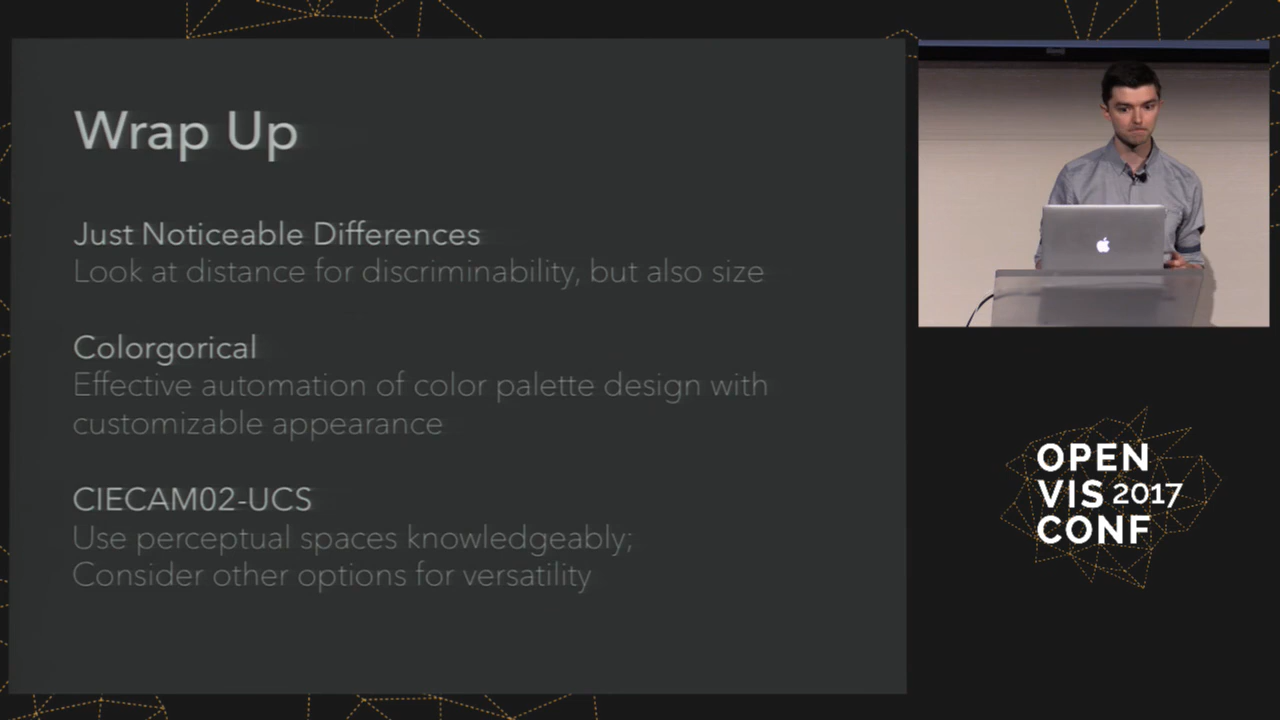 Wrap Up
Just Noticeable Differences
Look at distance for discriminability, but also size
Colorgorical
Effective automation of color palette design with
customizable appearance
CIECAM02-UCS
Use perceptual spaces knowledgeably;
Consider other options for versatility
OPEN
VIS 2017
CONF